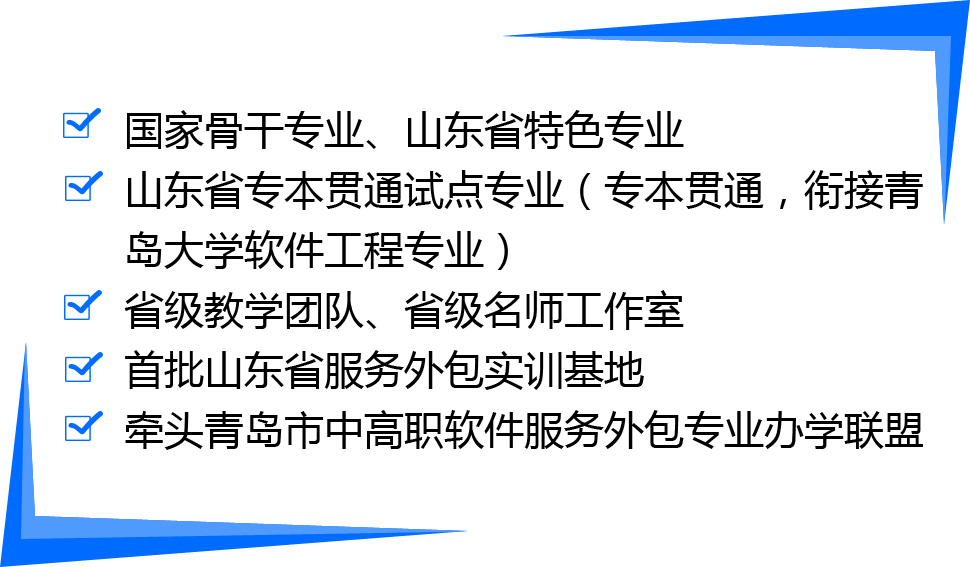 国家骨干专业、山东省特色专业
山东省专本贯通试点专业（专本贯通，衔接青
岛大学软件工程专业）
省级教学团队、省级名师工作室
首批山东省服务外包实训基地
牵头青岛市中高职软件服务外包专业办学联盟